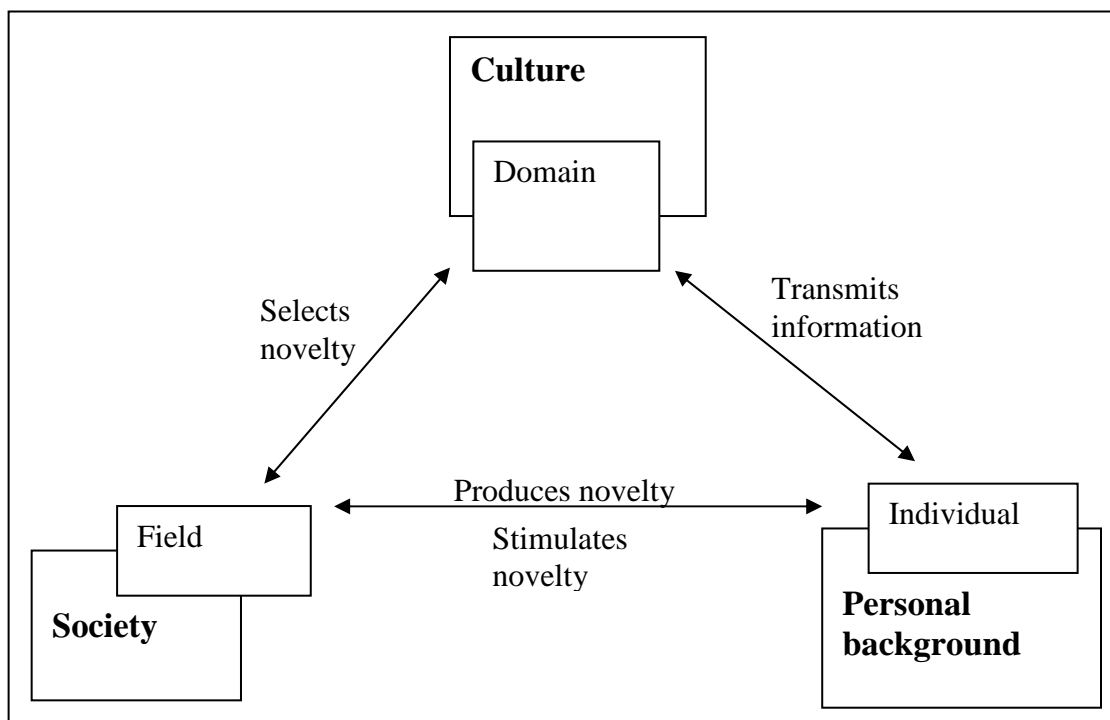 Culture
Domain
Selects
novelty
Transmits
information
Produces novelty
Stimulates
novelty
Field
Society
Individual
Personal
background